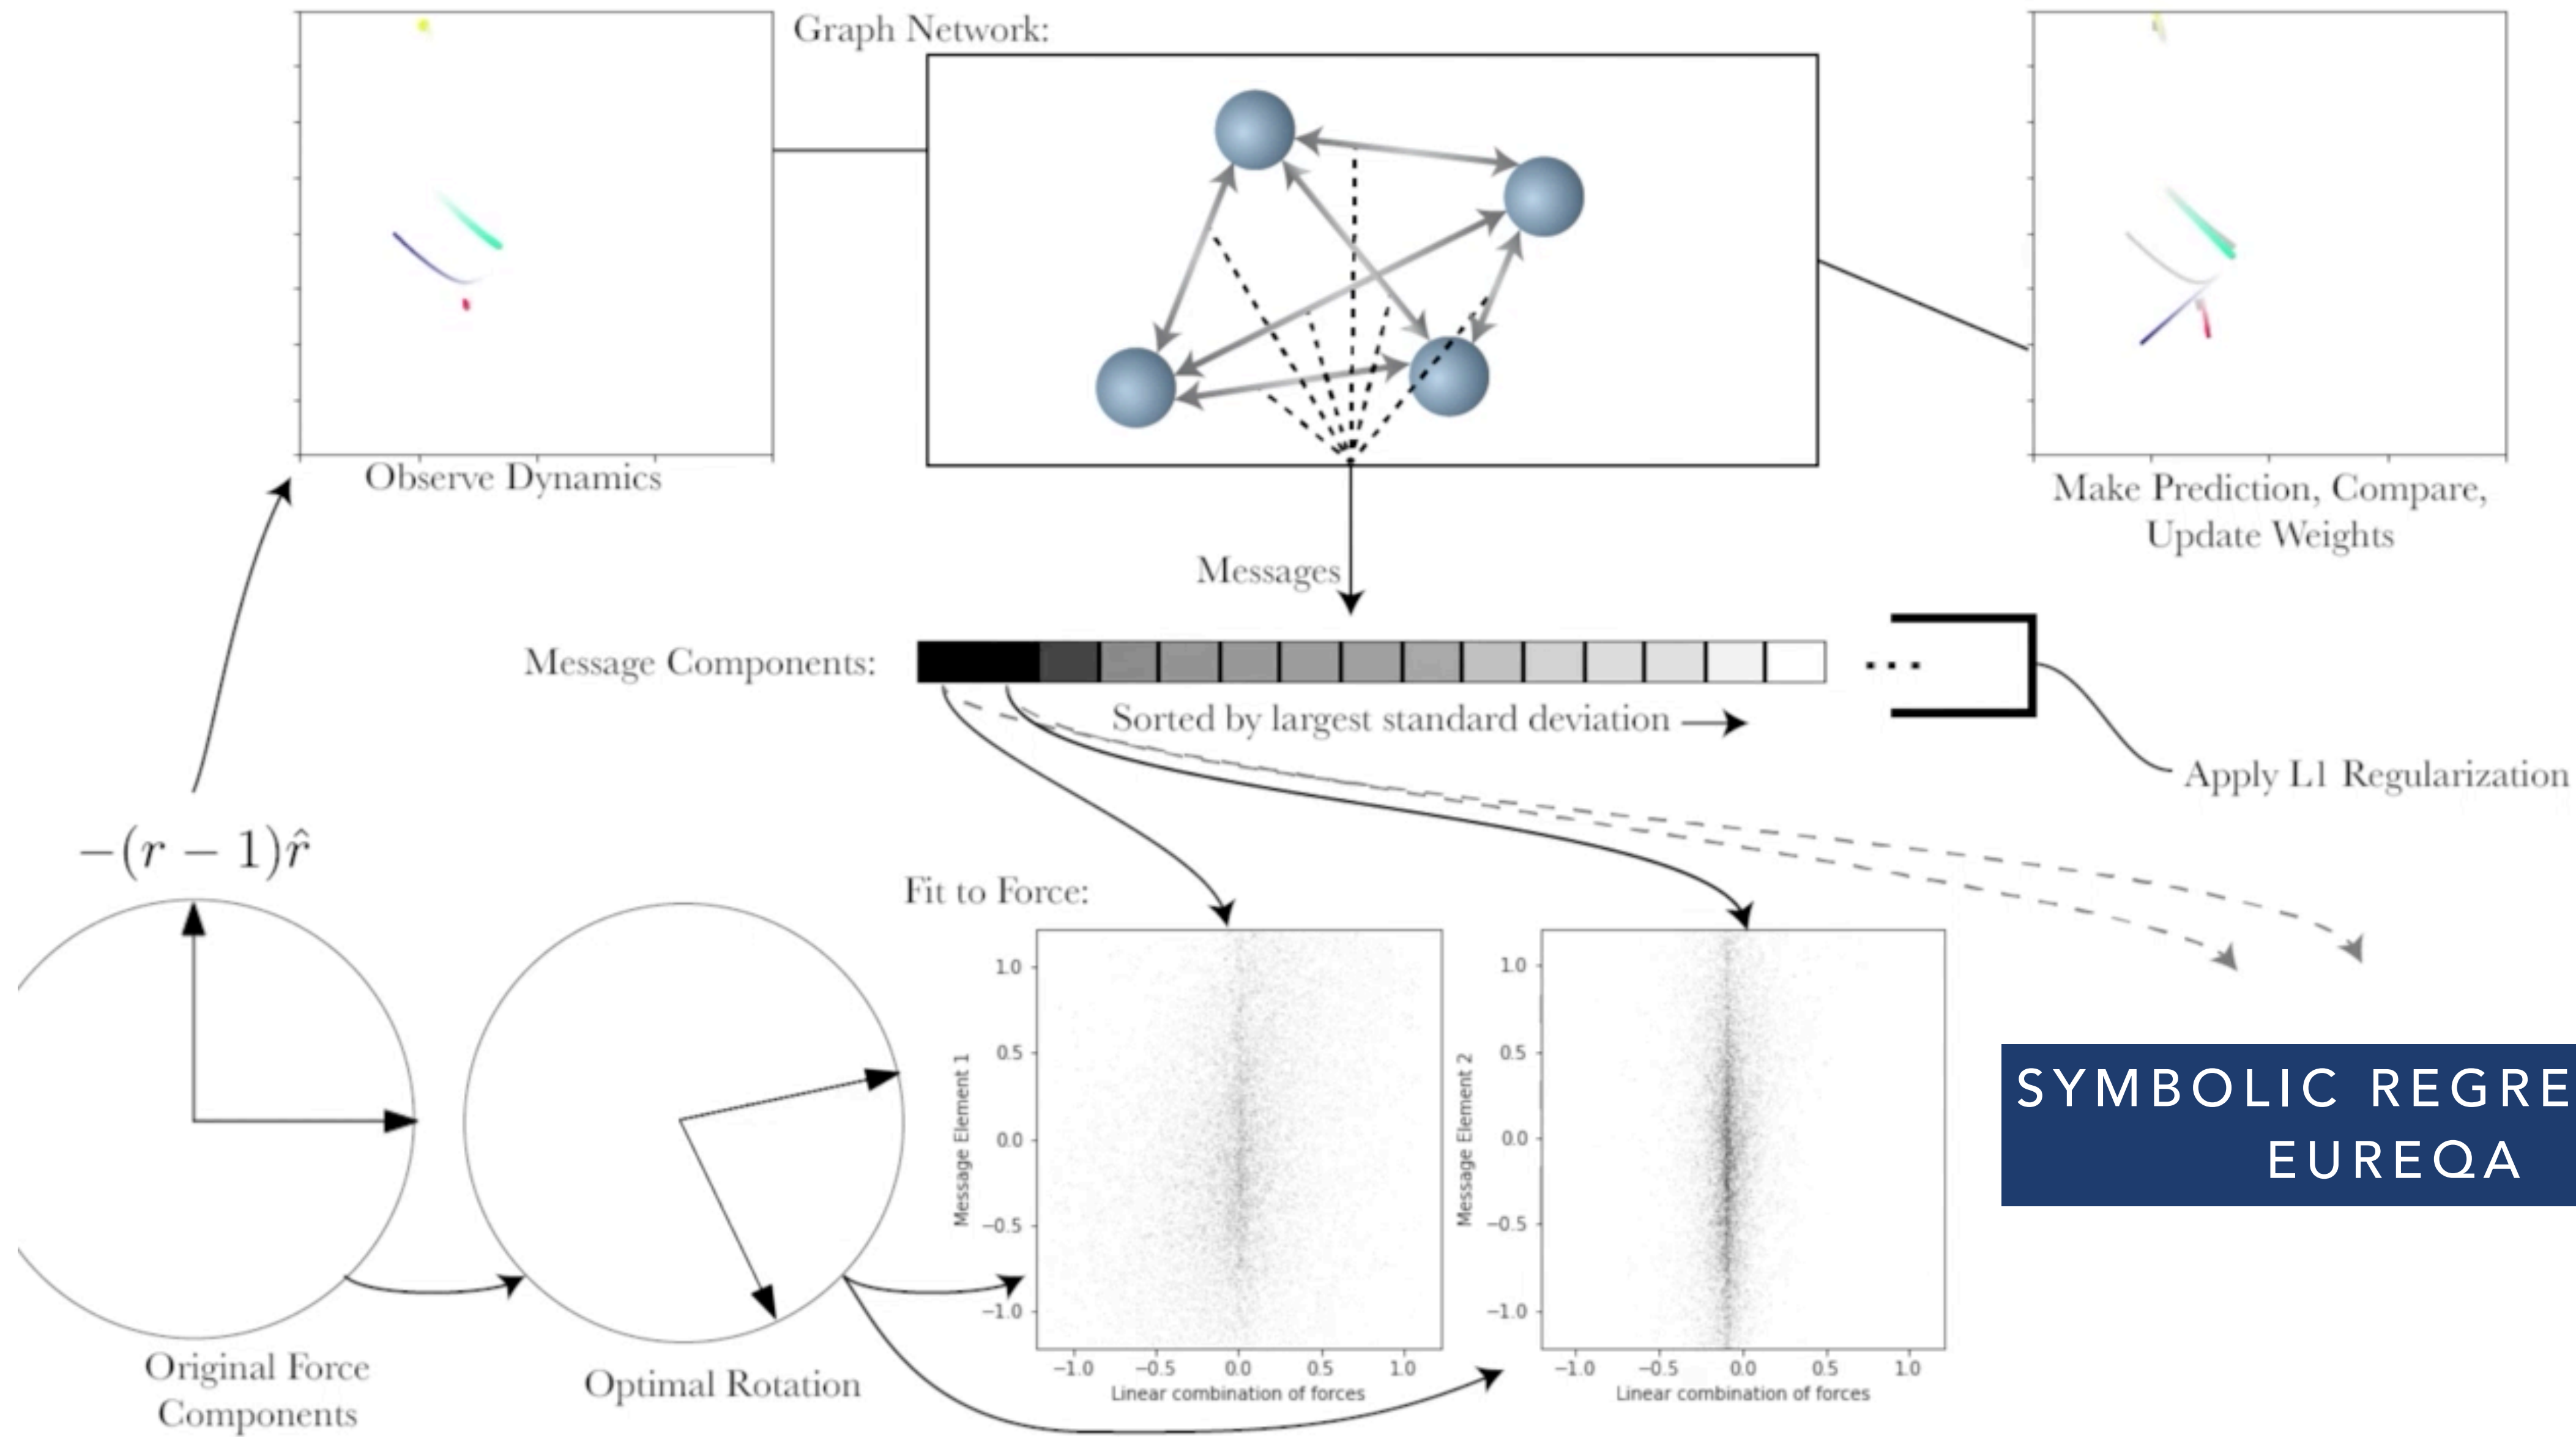 Graph Network:
Observe Dynamics
Make Prediction, Compare,
Update Weights
Messages
Message Components:
...
Sorted by largest standard deviation
Apply L1 Regularization
−(r − 1)r̂
Fit to Force:
Original Force
Components
Optimal Rotation
Message Element 1
1.0
0.5
0.0
−0.5
−1.0
−1.0 −0.5 0.0 0.5 1.0
Linear combination of forces
Message Element 2
1.0
0.5
0.0
−0.5
−1.0
−1.0 −0.5 0.0 0.5 1.0
Linear combination of forces
SYMBOLIC REGRE
EUREQA